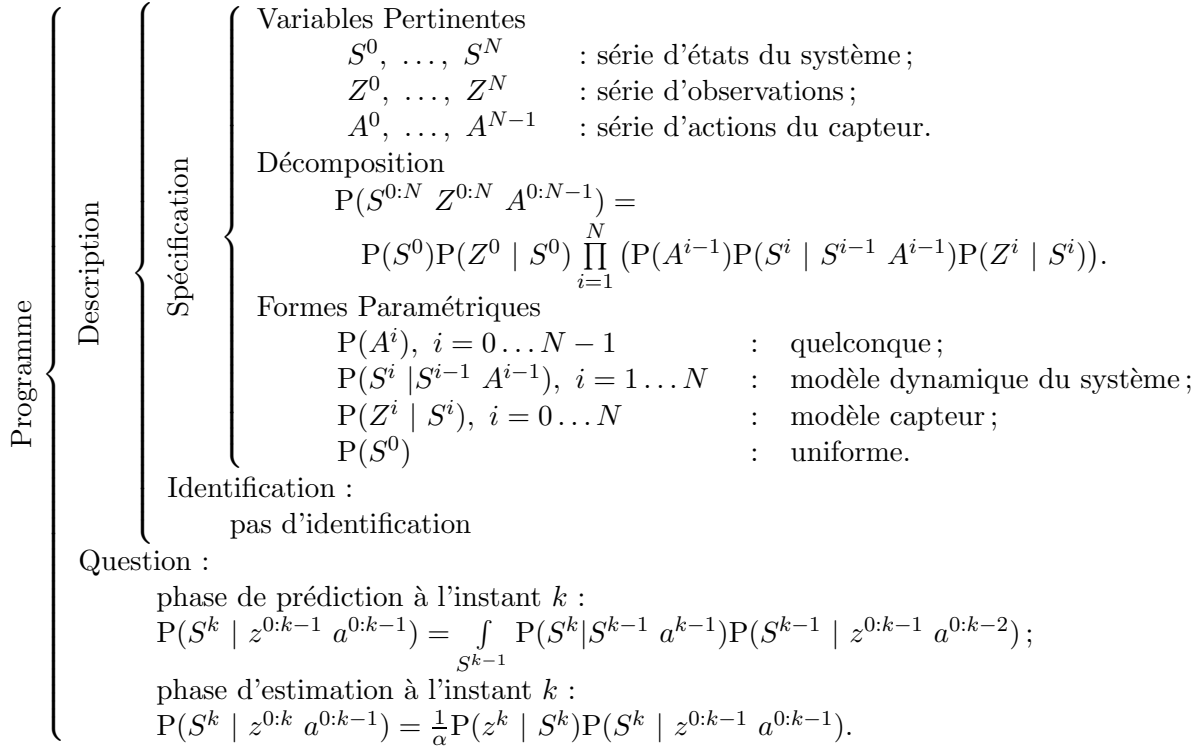 Programme
Description
Spécification
Variables Pertinentes
S^0, …, S^N : série d'états du système ;
Z^0, …, Z^N : série d'observations ;
A^0, …, A^{N−1} : série d'actions du capteur.
Décomposition
P(S^{0:N} Z^{0:N} A^{0:N−1}) =
P(S^0)P(Z^0 | S^0) ∏_{i=1}^{N} (P(A^{i−1})P(S^i | S^{i−1} A^{i−1})P(Z^i | S^i)).
Formes Paramétriques
P(A^i), i = 0 … N − 1 : quelconque ;
P(S^i |S^{i−1} A^{i−1}), i = 1 … N : modèle dynamique du système ;
P(Z^i | S^i), i = 0 … N : modèle capteur ;
P(S^0) : uniforme.
Identification :
pas d'identification
Question :
phase de prédiction à l'instant k :
P(S^k | z^{0:k−1} a^{0:k−1}) = ∫_{S^{k−1}} P(S^k|S^{k−1} a^{k−1})P(S^{k−1} | z^{0:k−1} a^{0:k−2}) ;
phase d'estimation à l'instant k :
P(S^k | z^{0:k} a^{0:k−1}) = \frac{1}{α}P(z^k | S^k)P(S^k | z^{0:k−1} a^{0:k−1}).